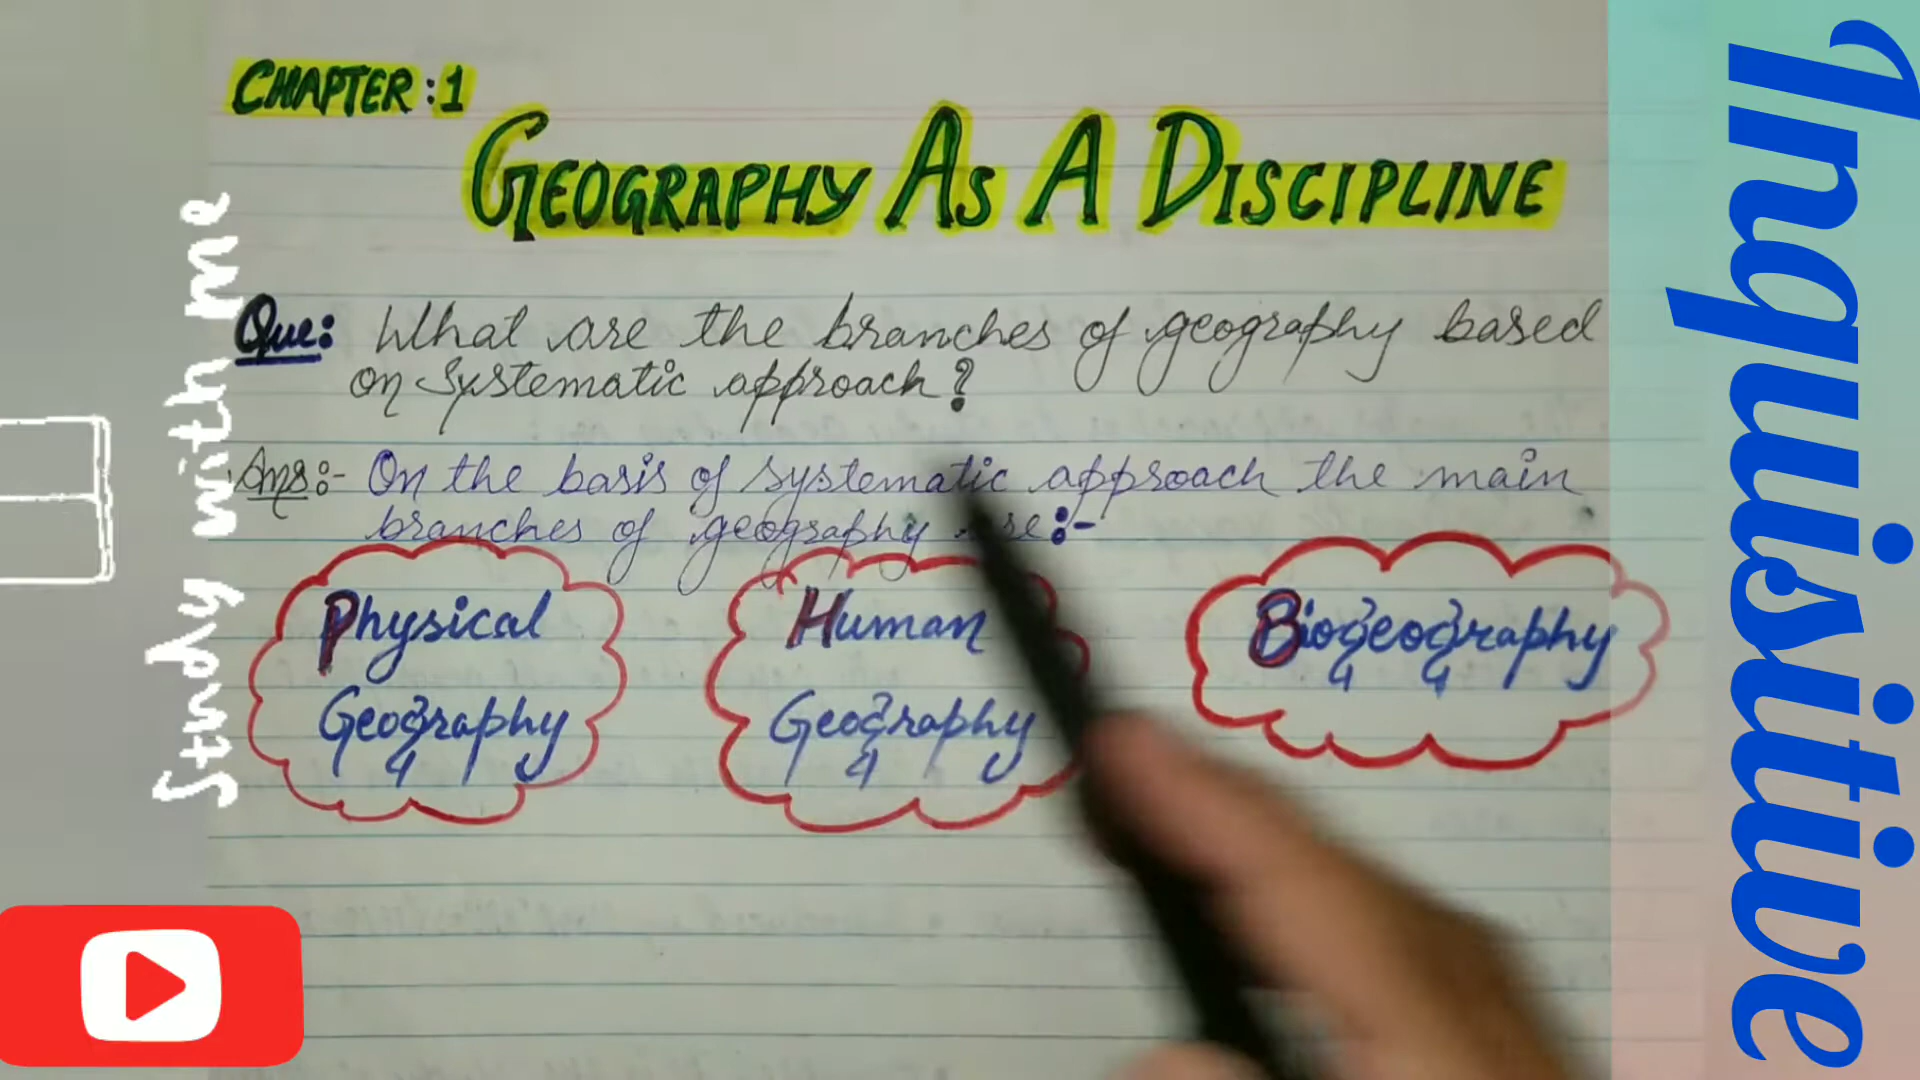 CHAPTER:1
GEOGRAPHY AS A DISCIPLINE
Que: What are the branches of geography based
on Systematic approach?
Ans:- On the basis of systematic approach the main
branches of geography are:-
Physical
Geography
Human
Geography
Biogeography
Study with me
Inquisitive